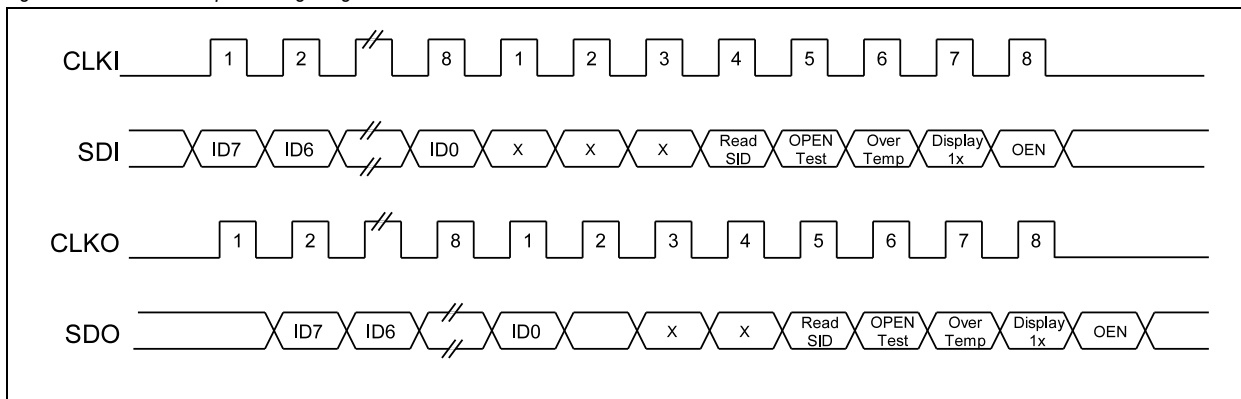 CLKI 1 2 8 1 2 3 4 5 6 7 8
SDI ID7 ID6 ID0 X X X Read SID OPEN Test Over Temp Display 1x OEN
CLKO 1 2 8 1 2 3 4 5 6 7 8
SDO ID7 ID6 ID0 X X Read SID OPEN Test Over Temp Display 1x OEN